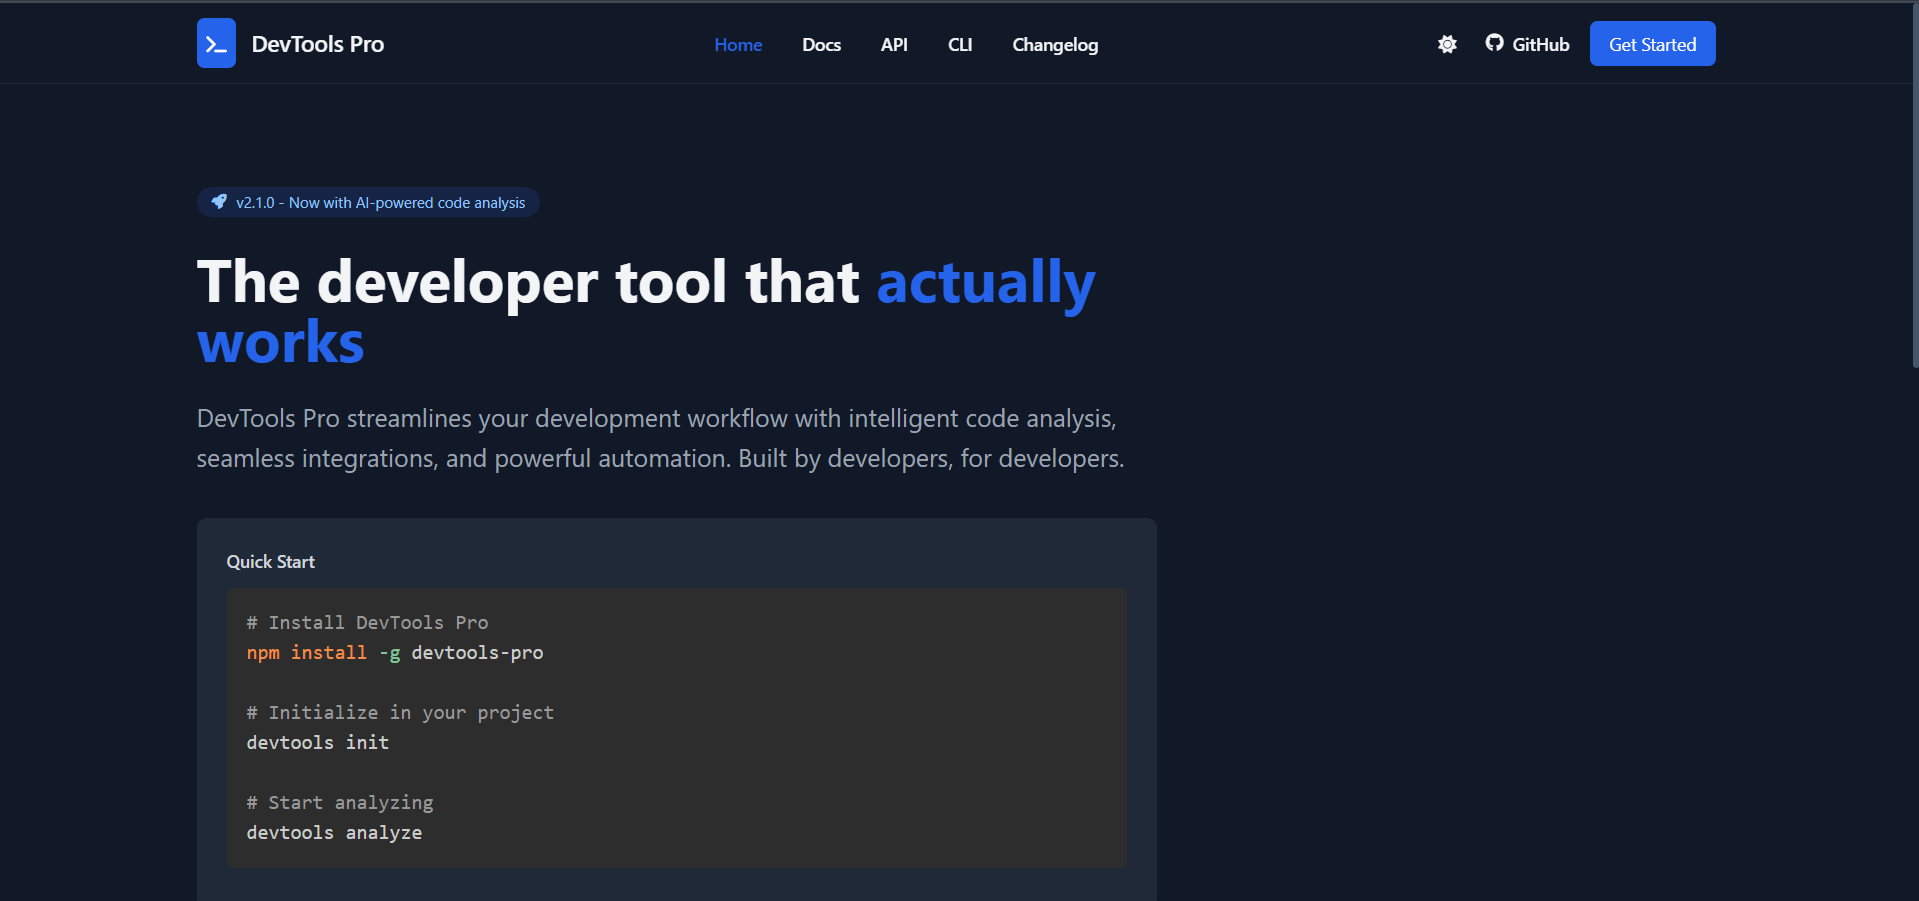 DevTools Pro
Home
Docs
API
CLI
Changelog
GitHub
Get Started
v2.1.0 - Now with AI-powered code analysis
The developer tool that actually
works
DevTools Pro streamlines your development workflow with intelligent code analysis,
seamless integrations, and powerful automation. Built by developers, for developers.
Quick Start
# Install DevTools Pro
npm install -g devtools-pro
# Initialize in your project
devtools init
# Start analyzing
devtools analyze